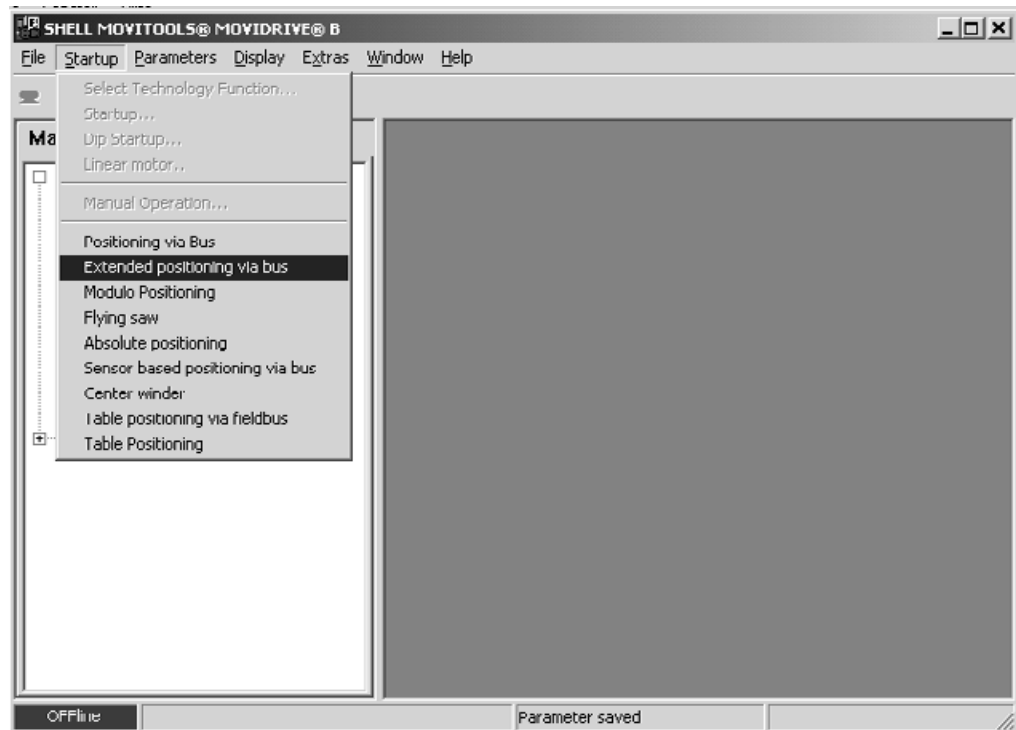 SHELL MOVITOOLS® MOVIDRIVE® B
File Startup Parameters Display Extras Window Help
Select Technology Function...
Startup...
Dip Startup...
Linear motor..
Ma
Manual Operation...
Positioning via Bus
Extended positioning via bus
Modulo Positioning
Flying saw
Absolute positioning
Sensor based positioning via bus
Center winder
Table positioning via fieldbus
Table Positioning
OFFline Parameter saved